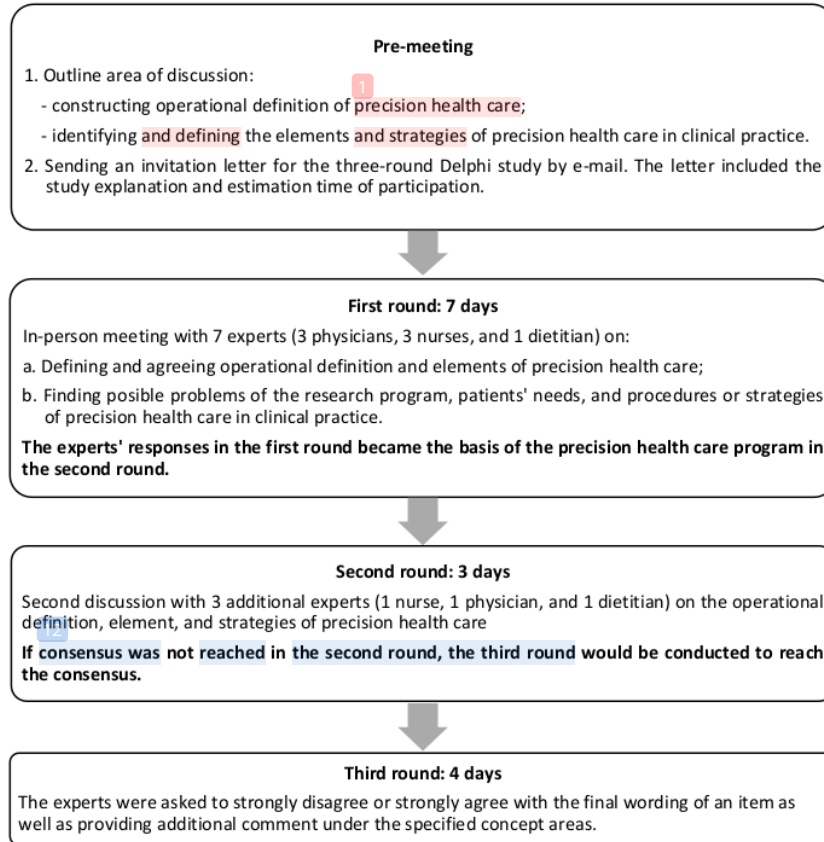 Pre-meeting
1. Outline area of discussion:
1
- constructing operational definition of precision health care;
- identifying and defining the elements and strategies of precision health care in clinical practice.
2. Sending an invitation letter for the three-round Delphi study by e-mail. The letter included the
study explanation and estimation time of participation.
First round: 7 days
In-person meeting with 7 experts (3 physicians, 3 nurses, and 1 dietitian) on:
a. Defining and agreeing operational definition and elements of precision health care;
b. Finding posible problems of the research program, patients' needs, and procedures or strategies
of precision health care in clinical practice.
The experts' responses in the first round became the basis of the precision health care program in
the second round.
Second round: 3 days
Second discussion with 3 additional experts (1 nurse, 1 physician, and 1 dietitian) on the operational
definition, element, and strategies of precision health care
12
If consensus was not reached in the second round, the third round would be conducted to reach
the consensus.
Third round: 4 days
The experts were asked to strongly disagree or strongly agree with the final wording of an item as
well as providing additional comment under the specified concept areas.